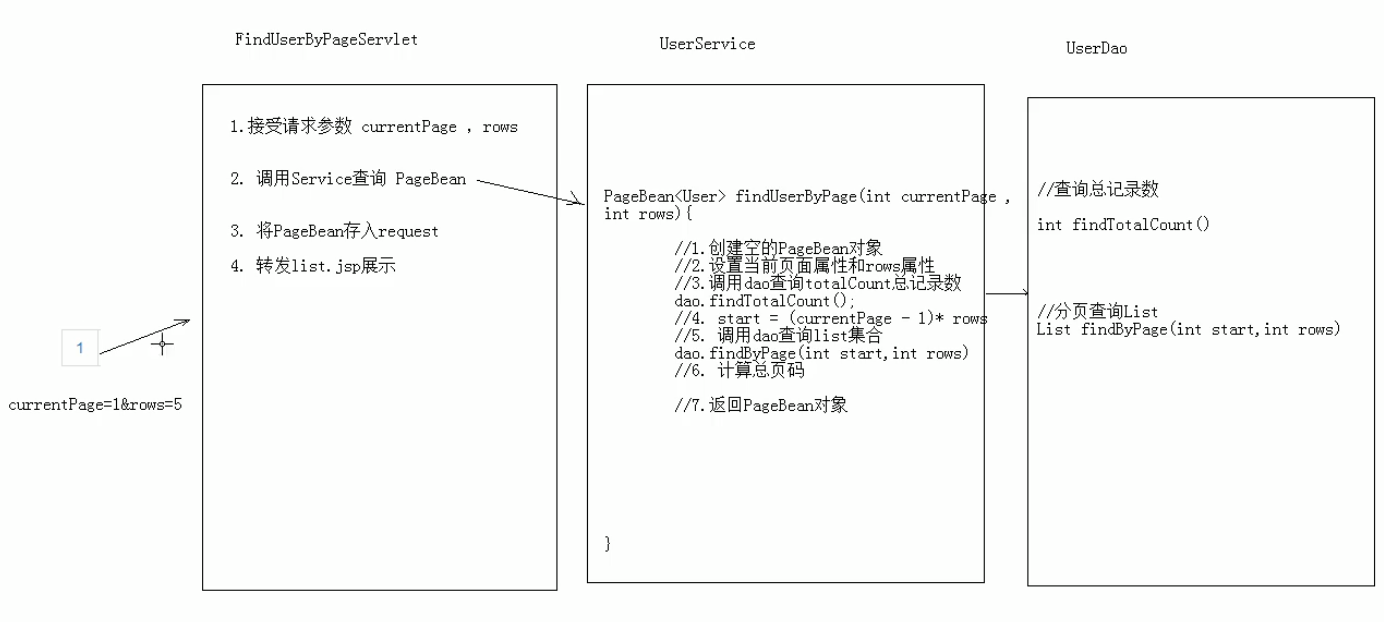 FindUserByPageServlet
UserService
UserDao
1.接受请求参数 currentPage , rows
2. 调用Service查询 PageBean
3. 将PageBean存入request
4. 转发list.jsp展示
1
currentPage=1&rows=5
PageBean<User> findUserByPage(int currentPage ,
int rows){
//1.创建空的PageBean对象
//2.设置当前页面属性和rows属性
//3.调用dao查询totalCount总记录数
dao.findTotalCount();
//4. start = (currentPage - 1)* rows
//5. 调用dao查询list集合
dao.findByPage(int start,int rows)
//6. 计算总页码
//7.返回PageBean对象
}
//查询总记录数
int findTotalCount()
//分页查询List
List findByPage(int start,int rows)